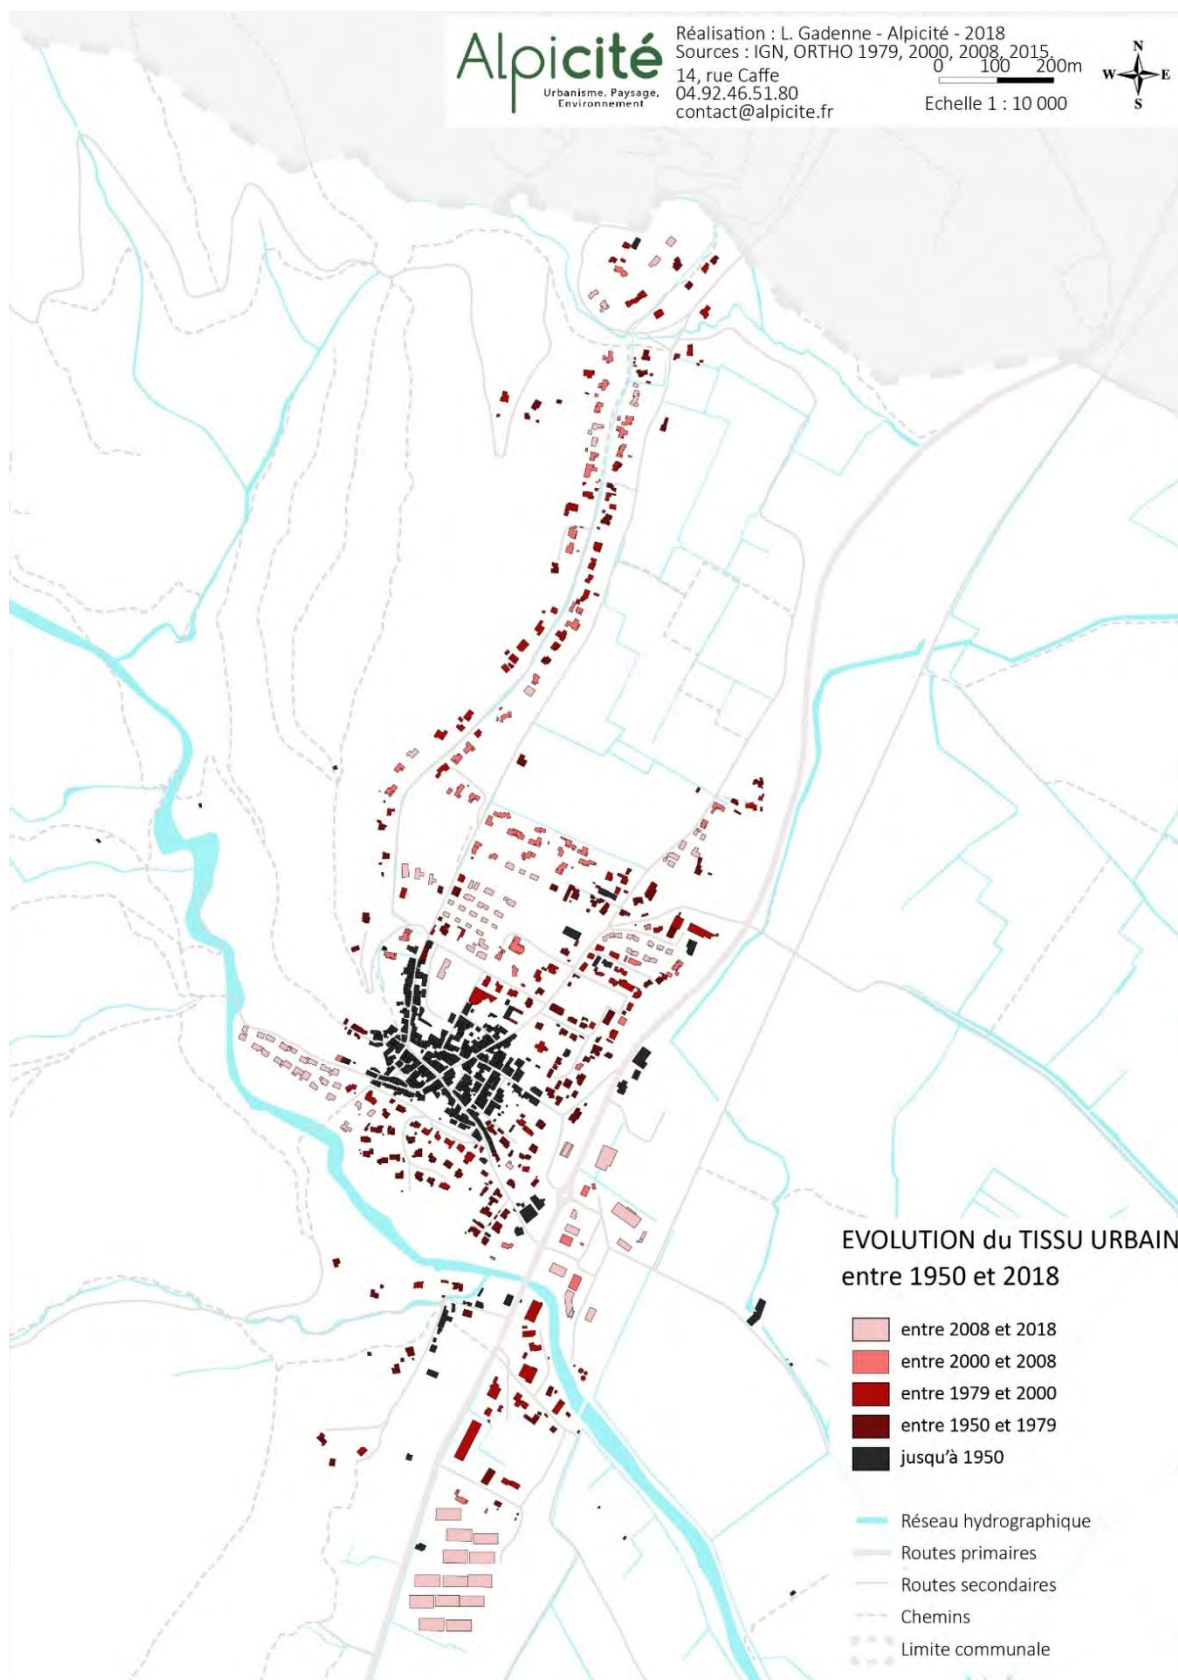 Alpicité
Urbanisme, Paysage,
Environnement
Réalisation : L. Gadenne - Alpicité - 2018
Sources : IGN, ORTHO 1979, 2000, 2008, 2015.
14, rue Caffe
04.92.46.51.80
contact@alpicite.fr
0 100 200m
Echelle 1 : 10 000
N
W E
S
EVOLUTION du TISSU URBAIN
entre 1950 et 2018
entre 2008 et 2018
entre 2000 et 2008
entre 1979 et 2000
entre 1950 et 1979
jusqu'à 1950
Réseau hydrographique
Routes primaires
Routes secondaires
Chemins
Limite communale